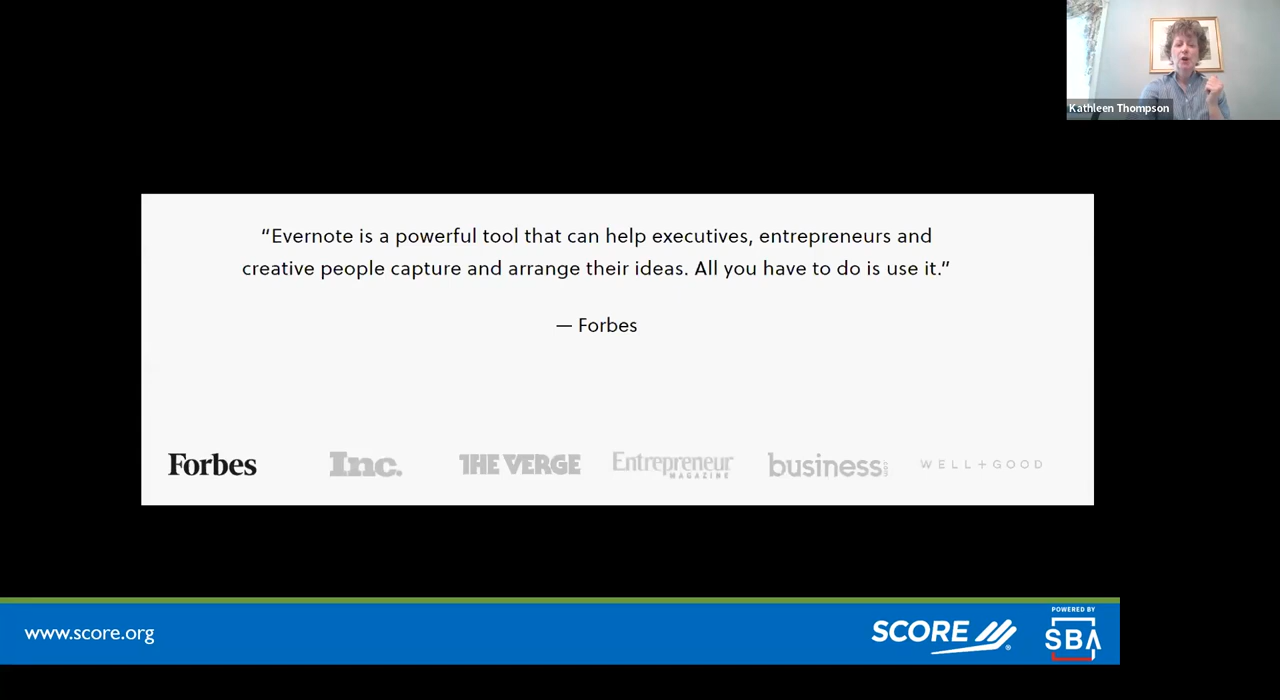 Kathleen Thompson
“Evernote is a powerful tool that can help executives, entrepreneurs and
creative people capture and arrange their ideas. All you have to do is use it.”
— Forbes
Forbes Inc. THE VERGE Entrepreneur MAGAZINE business WELL+GOOD
www.score.org
SCORE ®
POWERED BY
SBA